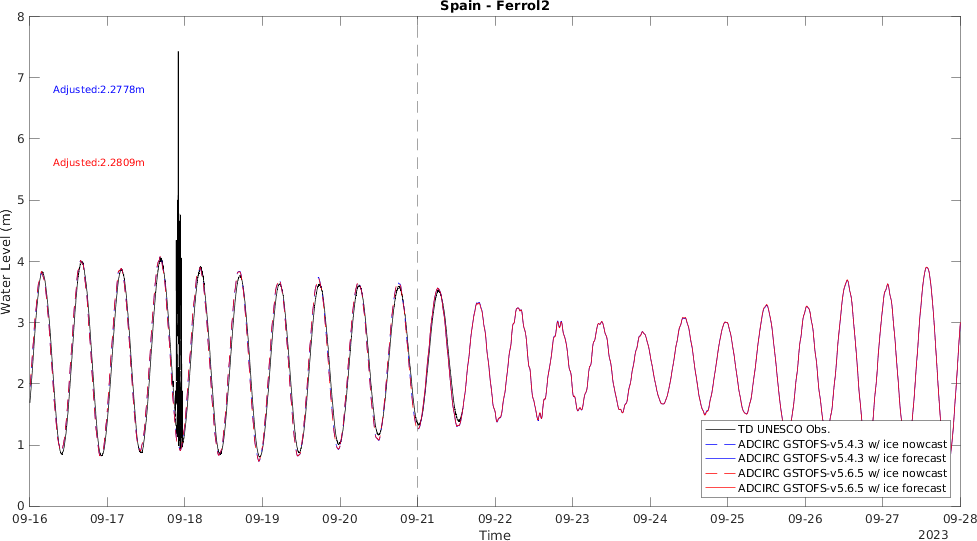 Spain - Ferrol2
8
7
6
5
4
3
2
1
0
Water Level (m)
Adjusted:2.2778m
Adjusted:2.2809m
TD UNESCO Obs.
ADCIRC GSTOFS-v5.4.3 w/ ice nowcast
ADCIRC GSTOFS-v5.4.3 w/ ice forecast
ADCIRC GSTOFS-v5.6.5 w/ ice nowcast
ADCIRC GSTOFS-v5.6.5 w/ ice forecast
09-16 09-17 09-18 09-19 09-20 09-21 09-22 09-23 09-24 09-25 09-26 09-27 09-28
Time
2023